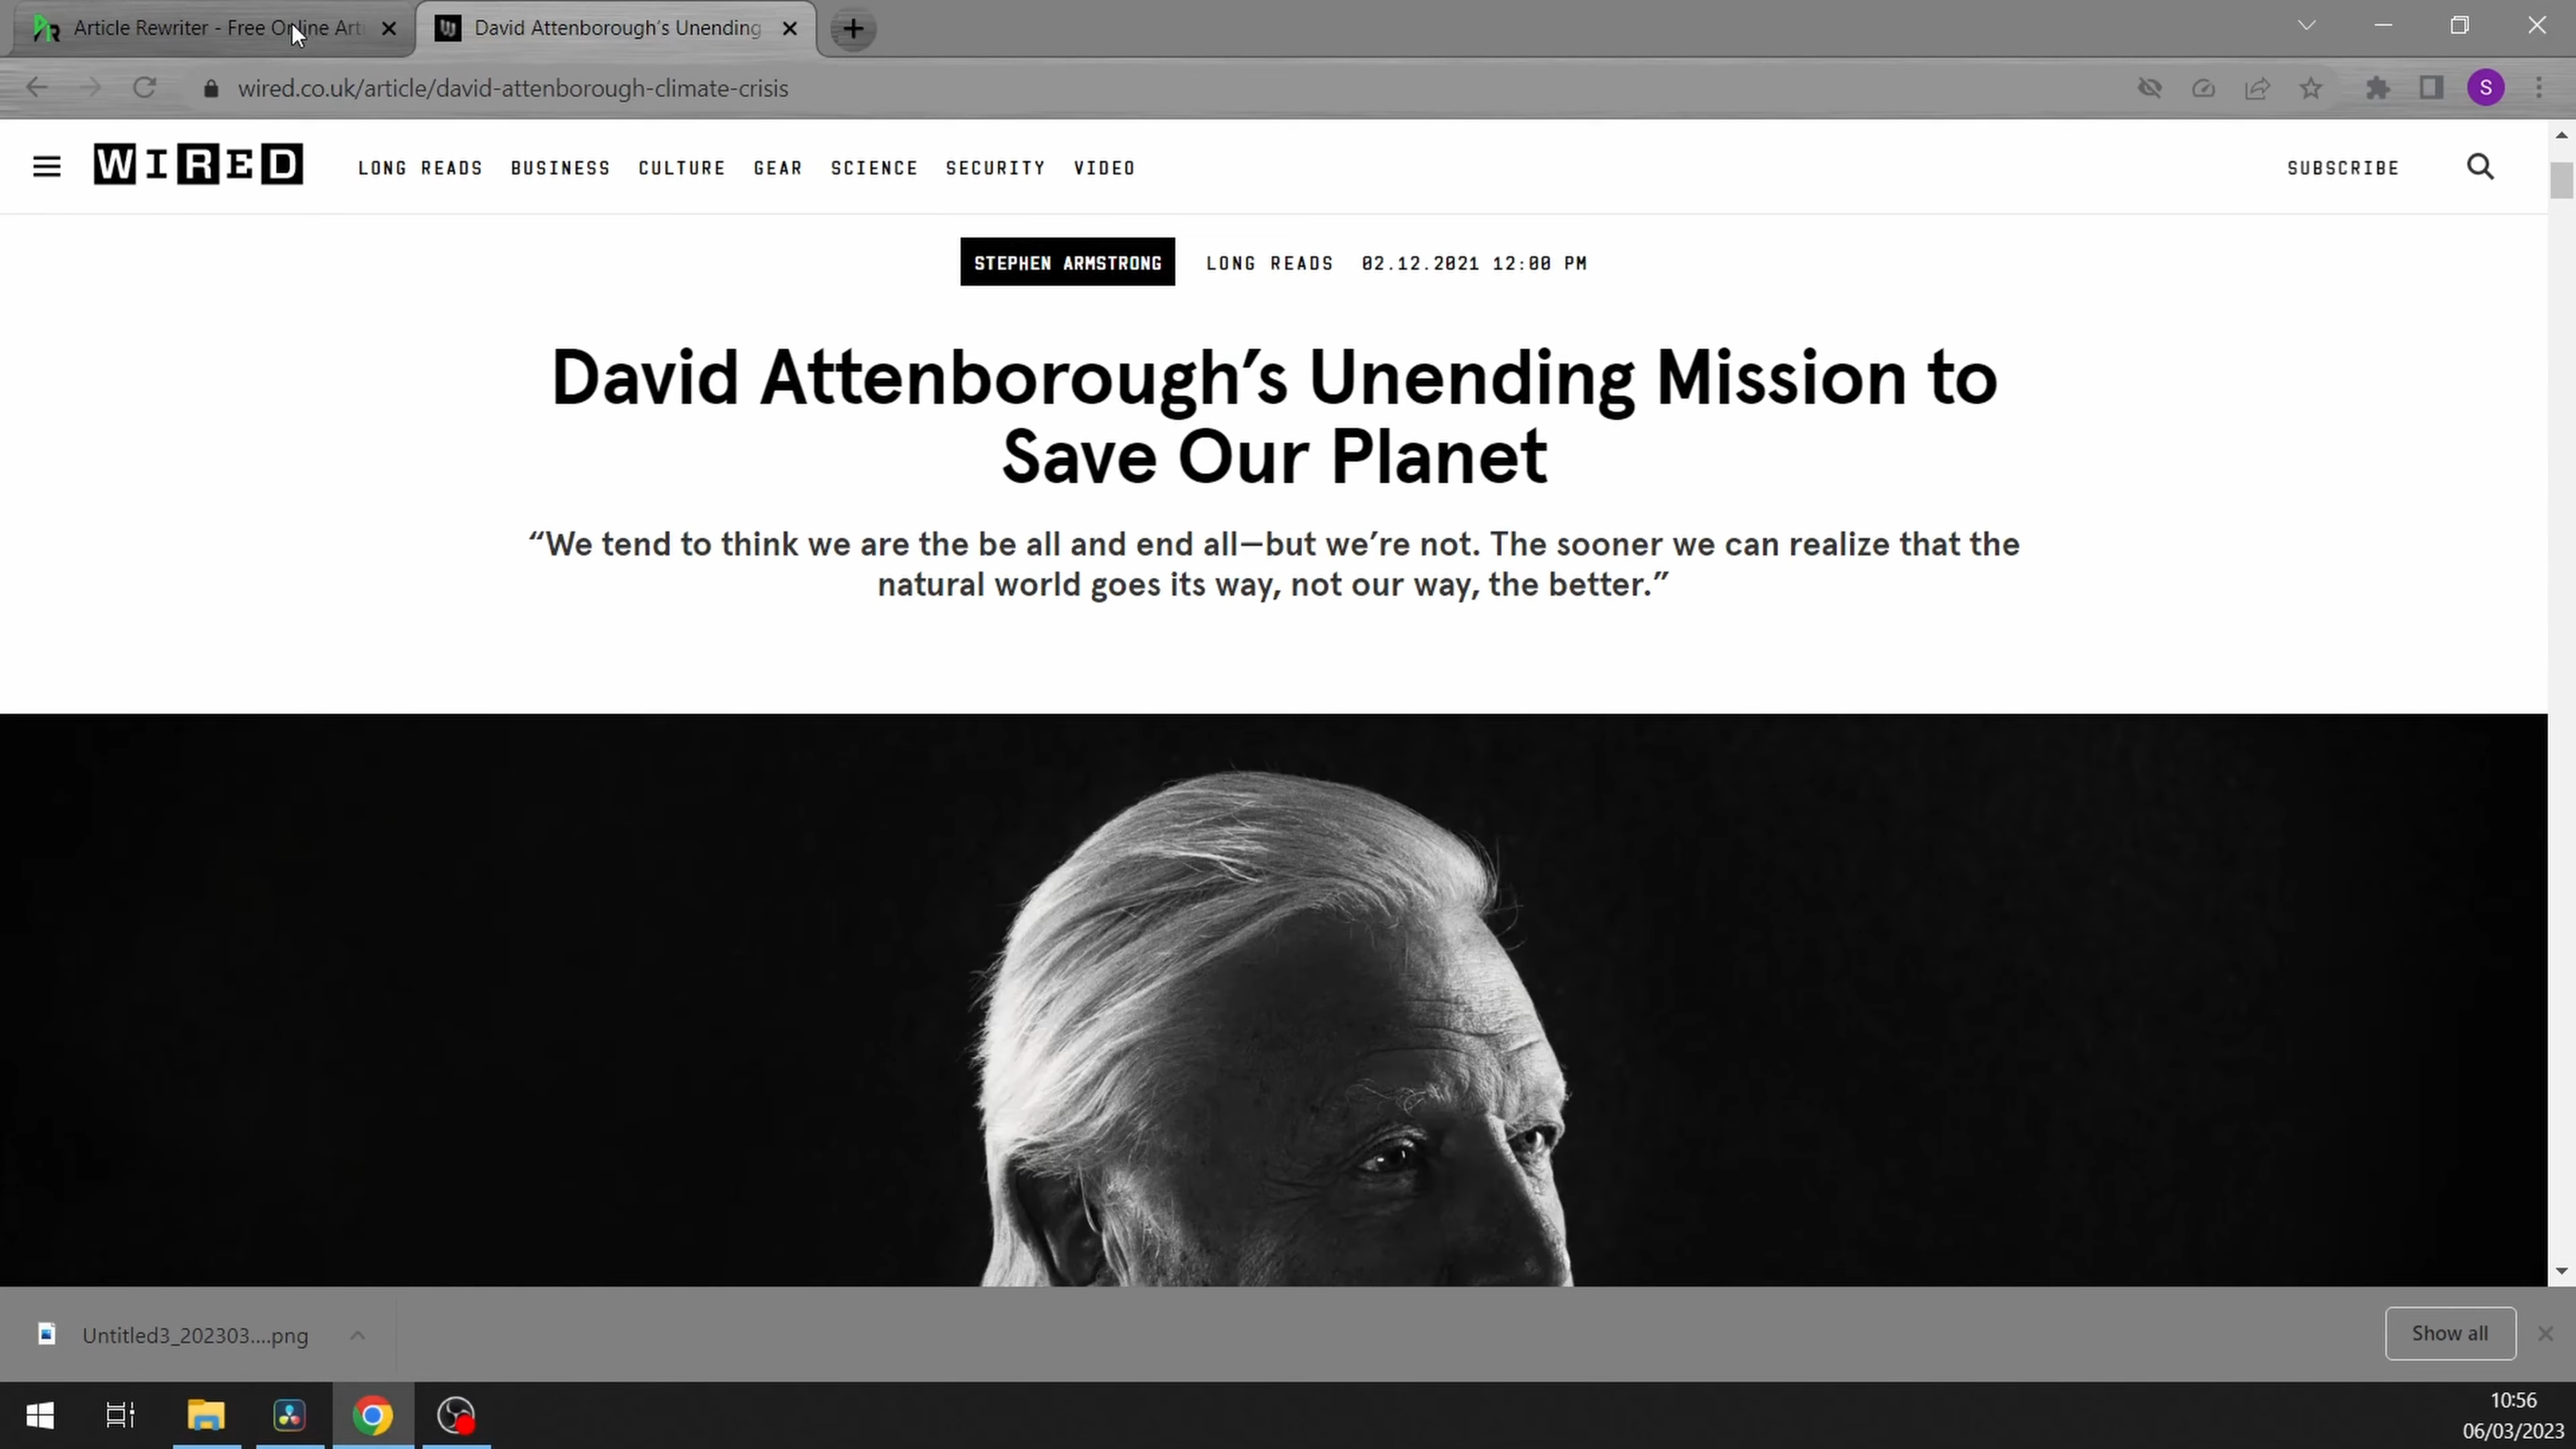 Article Rewriter - Free Online Art
David Attenborough's Unending
wired.co.uk/article/david-attenborough-climate-crisis
S
WIRED
LONG READS BUSINESS CULTURE GEAR SCIENCE SECURITY VIDEO
SUBSCRIBE
STEPHEN ARMSTRONG LONG READS 02.12.2021 12:00 PM
David Attenborough’s Unending Mission to
Save Our Planet
“We tend to think we are the be all and end all—but we’re not. The sooner we can realize that the
natural world goes its way, not our way, the better.”
Untitled3_202303....png
Show all
10:56
06/03/2023